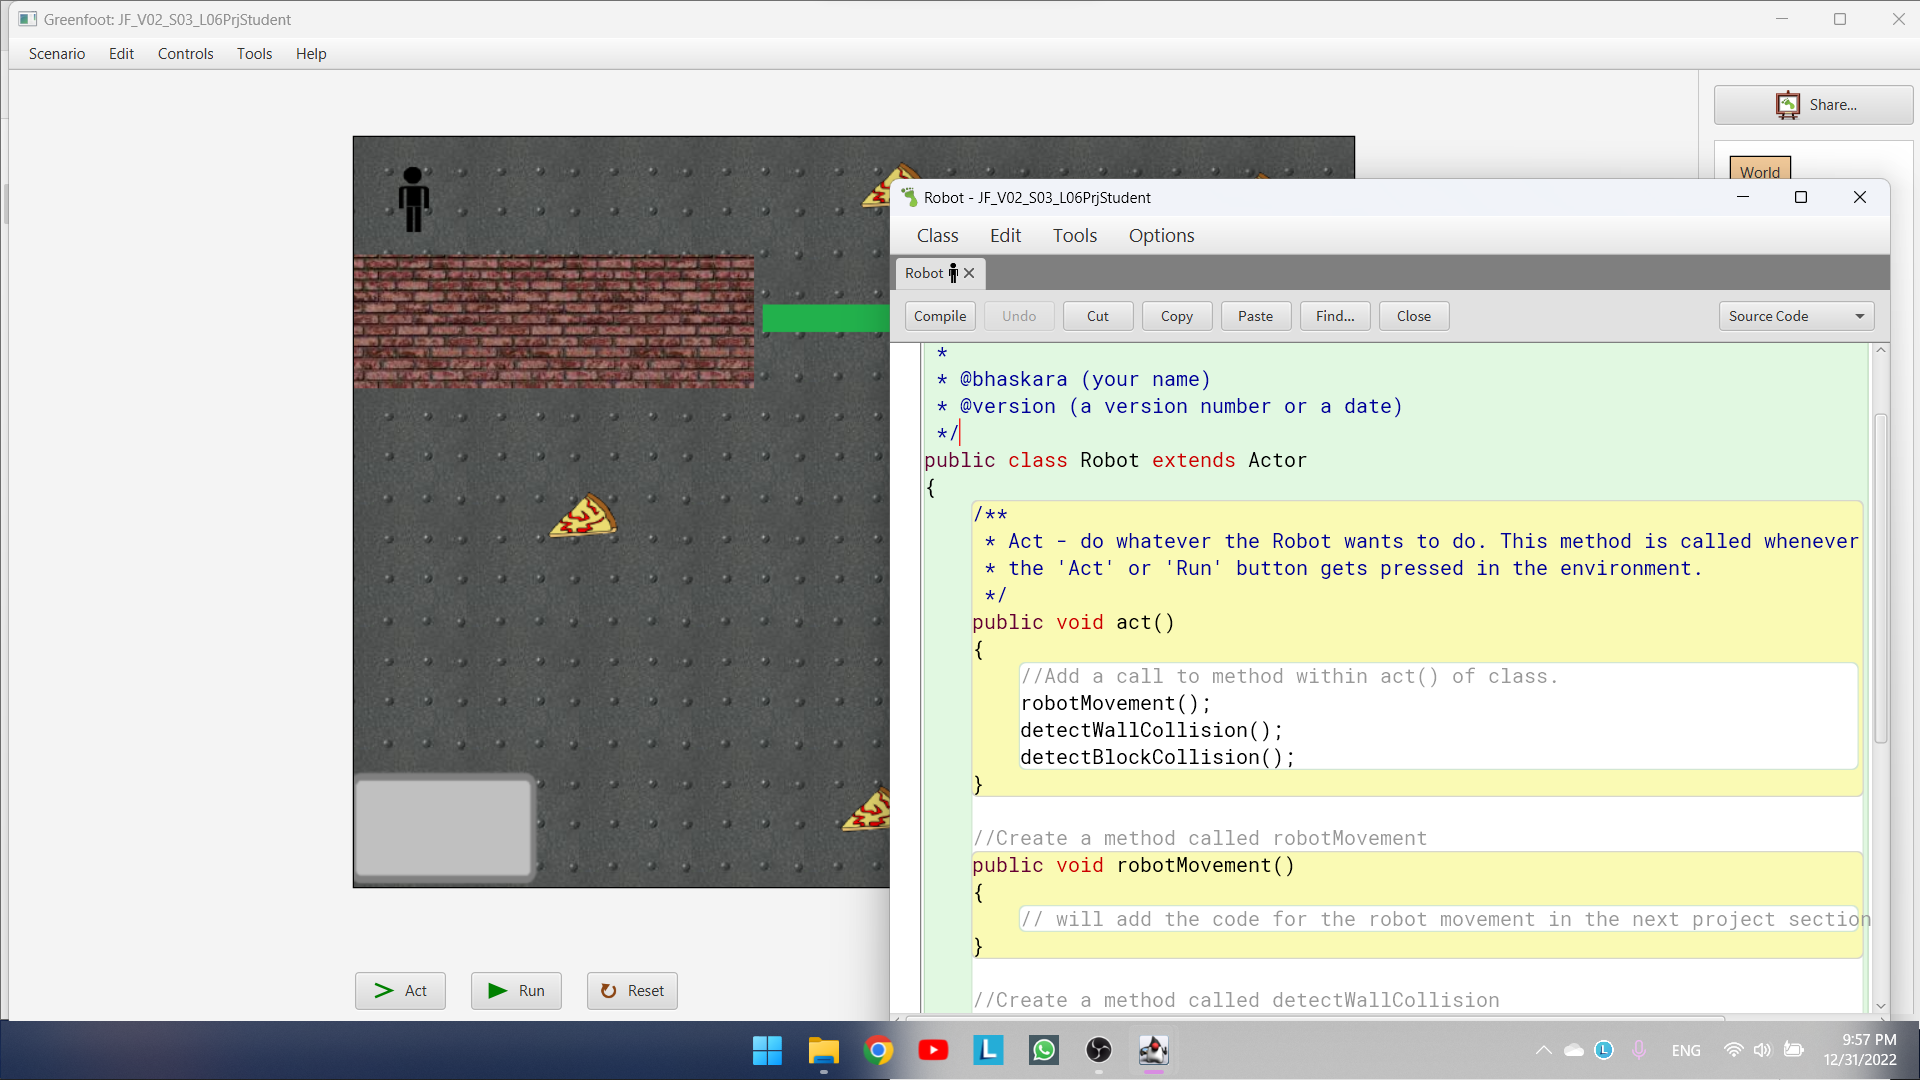 Greenfoot: JF_V02_S03_L06PrjStudent
Scenario Edit Controls Tools Help
Share...
World
Robot - JF_V02_S03_L06PrjStudent
Class Edit Tools Options
Robot
Compile Undo Cut Copy Paste Find... Close Source Code
*
* @bhaskara (your name)
* @version (a version number or a date)
*/
public class Robot extends Actor
{
/**
* Act - do whatever the Robot wants to do. This method is called whenever
* the 'Act' or 'Run' button gets pressed in the environment.
*/
public void act()
{
//Add a call to method within act() of class.
robotMovement();
detectWallCollision();
detectBlockCollision();
}
//Create a method called robotMovement
public void robotMovement()
{
// will add the code for the robot movement in the next project section
}
//Create a method called detectWallCollision
Act Run Reset
L
L
ENG
9:57 PM
12/31/2022